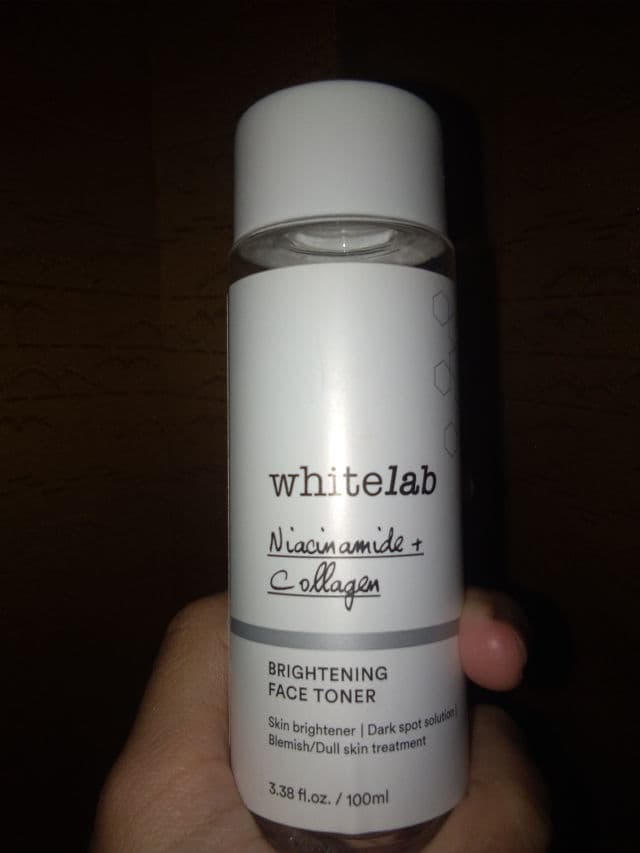 whitelab
Niacinamide +
Collagen
BRIGHTENING
FACE TONER
Skin brightener | Dark spot solution |
Blemish/Dull skin treatment
3.38 fl.oz. / 100ml